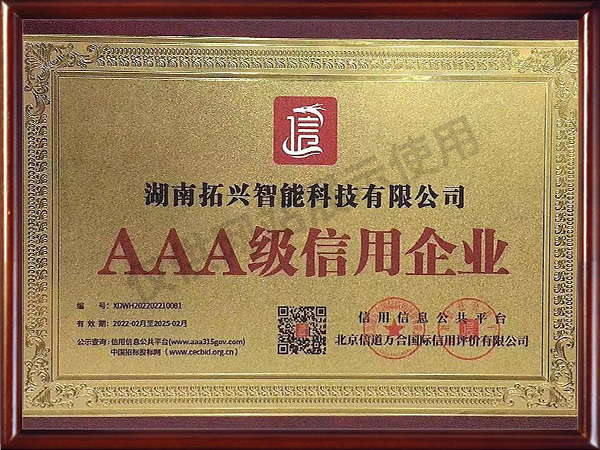 信
湖南拓兴智能科技有限公司
AAA级信用企业
编 号：XDWH202202210081
有 效 期：2022-02月至2025-02月
公示查询：信用信息公共平台(www.aaa315gov.com)
中国招标投标网（www.cecbid.org.cn）
信用信息公共平台
北京信道万合国际信用评价有限公司